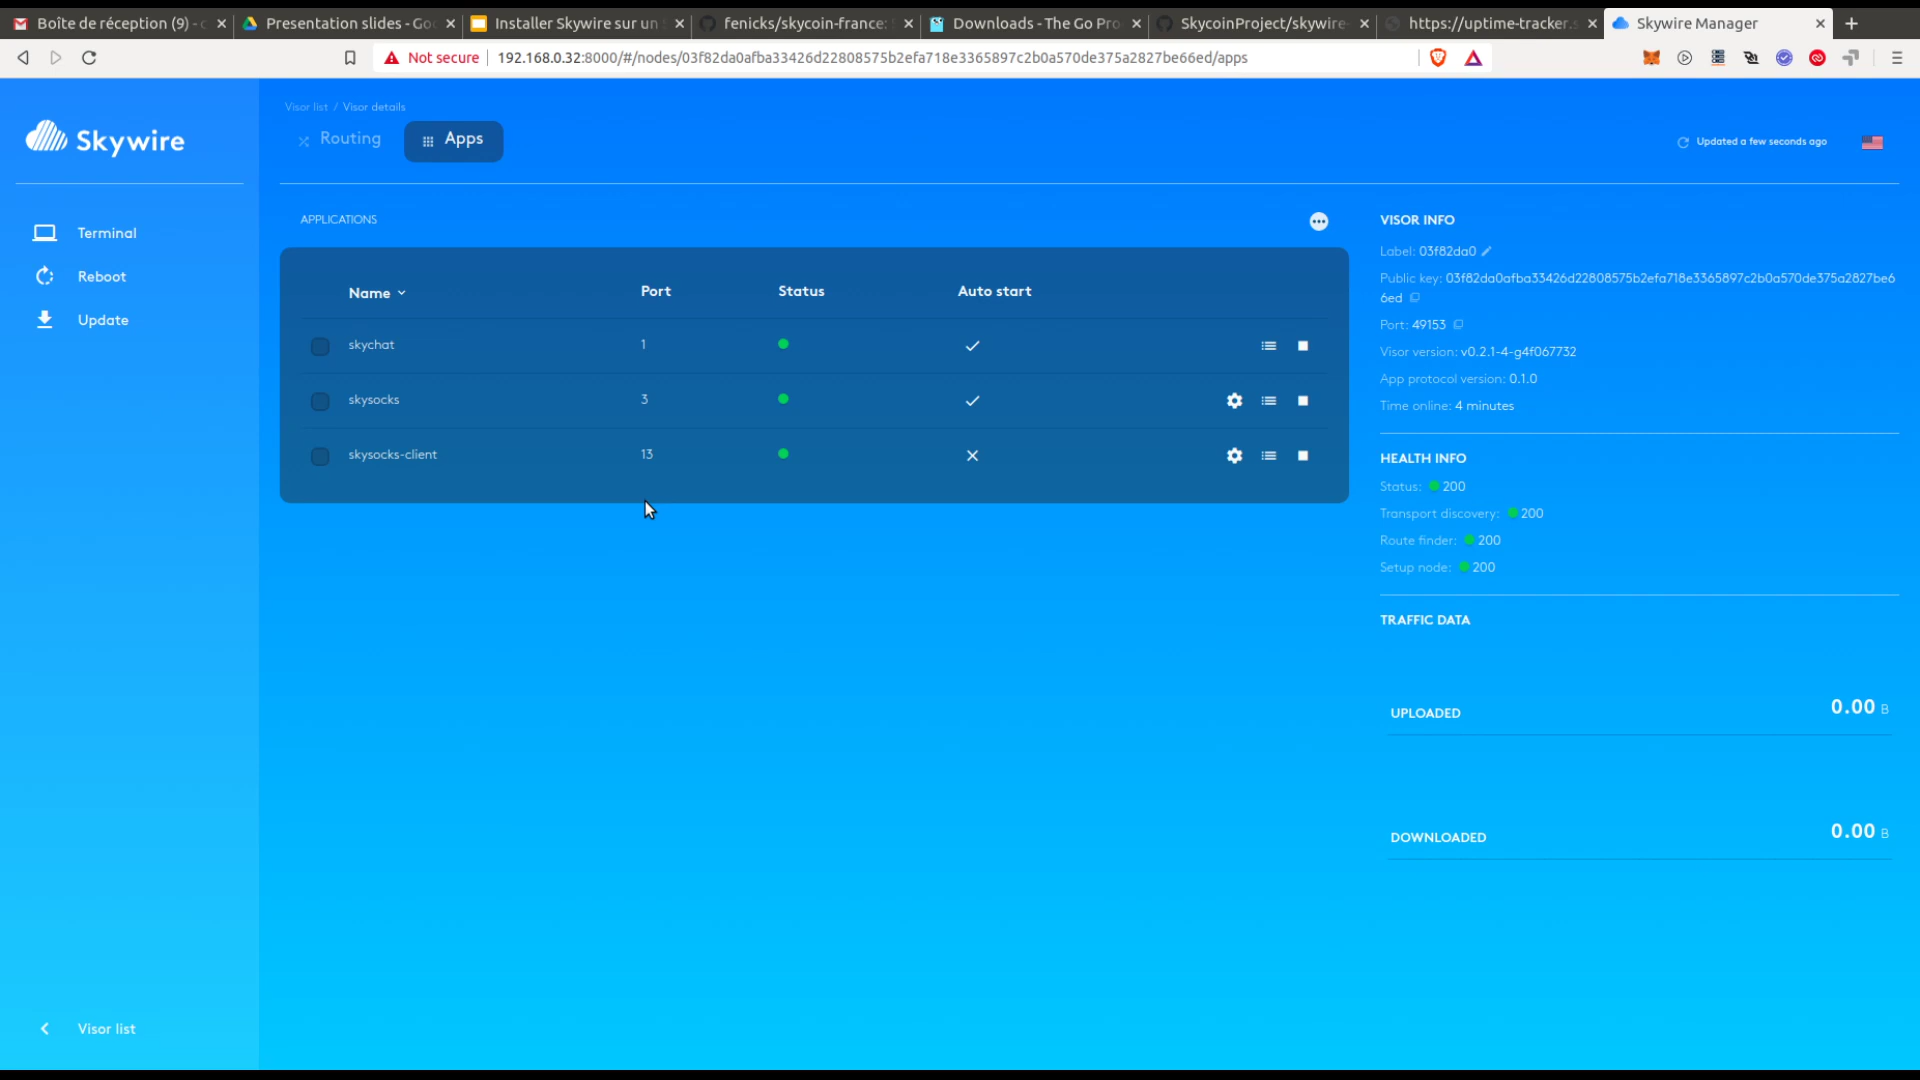 Boîte de réception (9) - c
Presentation slides - Goo
Installer Skywire sur un
fenicks/skycoin-france:
Downloads - The Go Pro
SkycoinProject/skywire-
https://uptime-tracker.s
Skywire Manager
Not secure
192.168.0.32:8000/#/nodes/03f82da0afba33426d22808575b2efa718e3365897c2b0a570de375a2827be66ed/apps
Skywire
Terminal
Reboot
Update
Visor list
Visor list / Visor details
Routing
Apps
Updated a few seconds ago
APPLICATIONS
Name Port Status Auto start
skychat 1
skysocks 3
skysocks-client 13
VISOR INFO
Label: 03f82da0
Public key: 03f82da0afba33426d22808575b2efa718e3365897c2b0a570de375a2827be6
6ed
Port: 49153
Visor version: v0.2.1-4-g4f067732
App protocol version: 0.1.0
Time online: 4 minutes
HEALTH INFO
Status: 200
Transport discovery: 200
Route finder: 200
Setup node: 200
TRAFFIC DATA
UPLOADED 0.00 B
DOWNLOADED 0.00 B